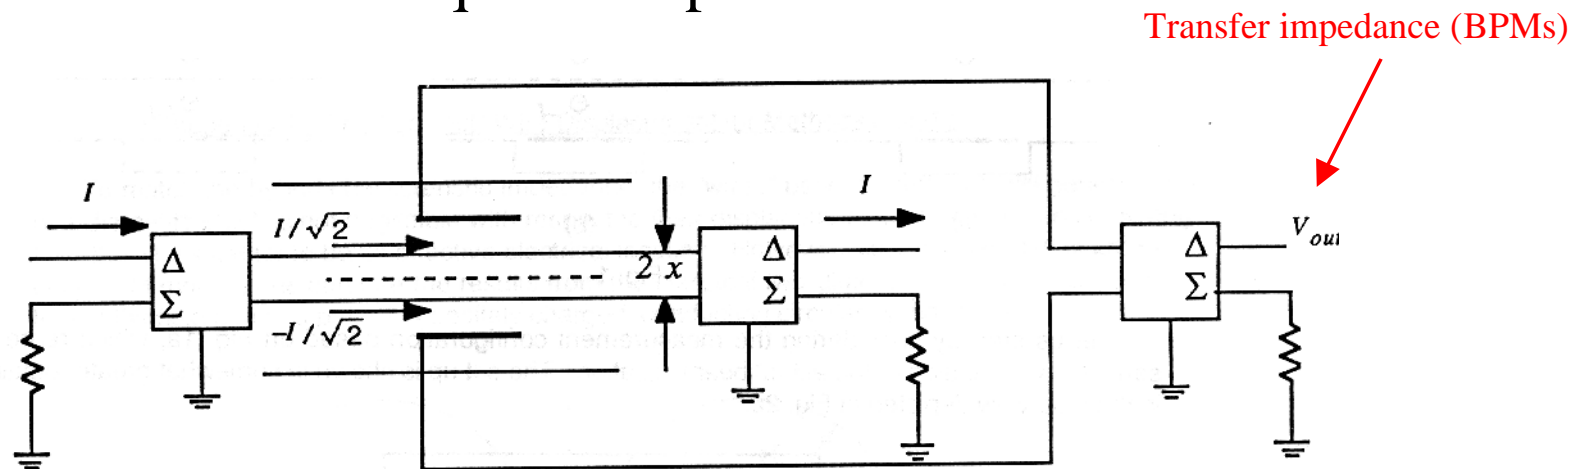 Transfer impedance (BPMs)
I
I
I/√2
Δ
Σ
2 x
Δ
Σ
Δ
Σ
V_out
-I/√2